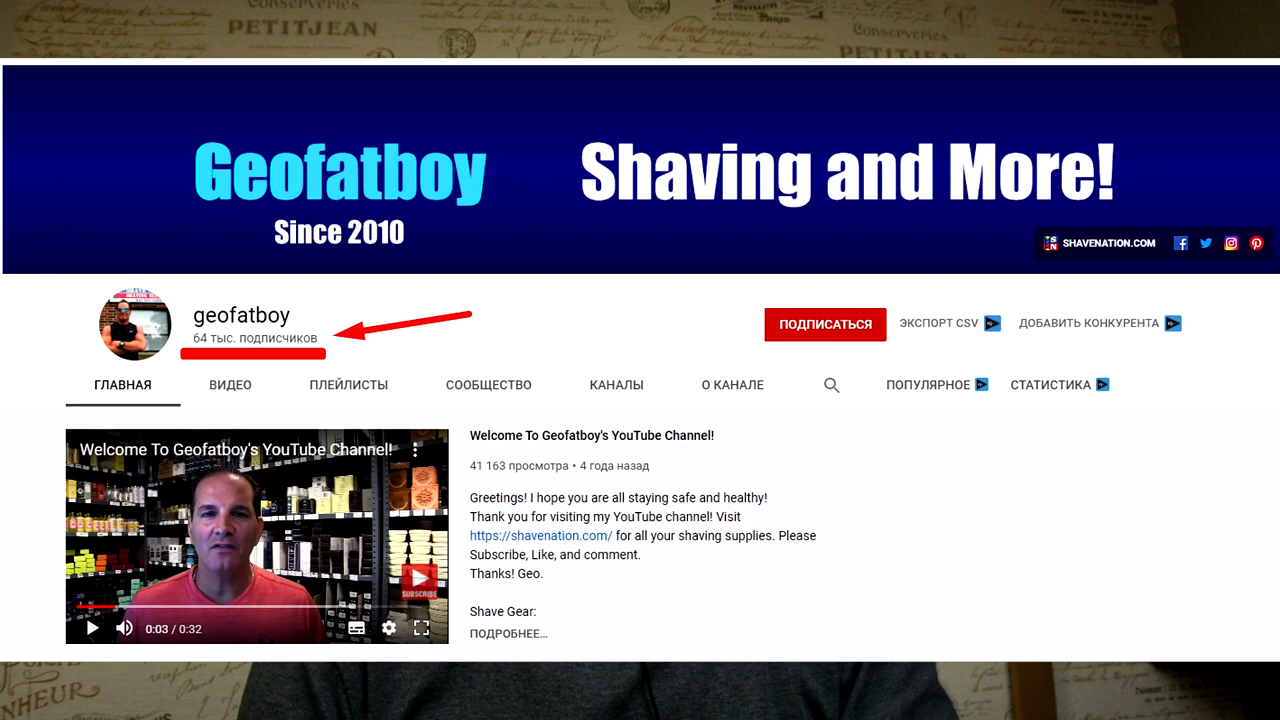 Conserveries
PETITJEAN
Conserveries
PETITJEAN
Geofatboy
Shaving and More!
Since 2010
SHAVENATION.COM
geofatboy
64 тыс. подписчиков
ПОДПИСАТЬСЯ
ЭКСПОРТ CSV
ДОБАВИТЬ КОНКУРЕНТА
ГЛАВНАЯ
ВИДЕО
ПЛЕЙЛИСТЫ
СООБЩЕСТВО
КАНАЛЫ
О КАНАЛЕ
ПОПУЛЯРНОЕ
СТАТИСТИКА
Welcome To Geofatboy's YouTube Channel!
SUBSCRIBE
0:03 / 0:32
Welcome To Geofatboy's YouTube Channel!
41 163 просмотра • 4 года назад
Greetings! I hope you are all staying safe and healthy!
Thank you for visiting my YouTube channel! Visit
https://shavenation.com/ for all your shaving supplies. Please
Subscribe, Like, and comment.
Thanks! Geo.
Shave Gear:
ПОДРОБНЕЕ…